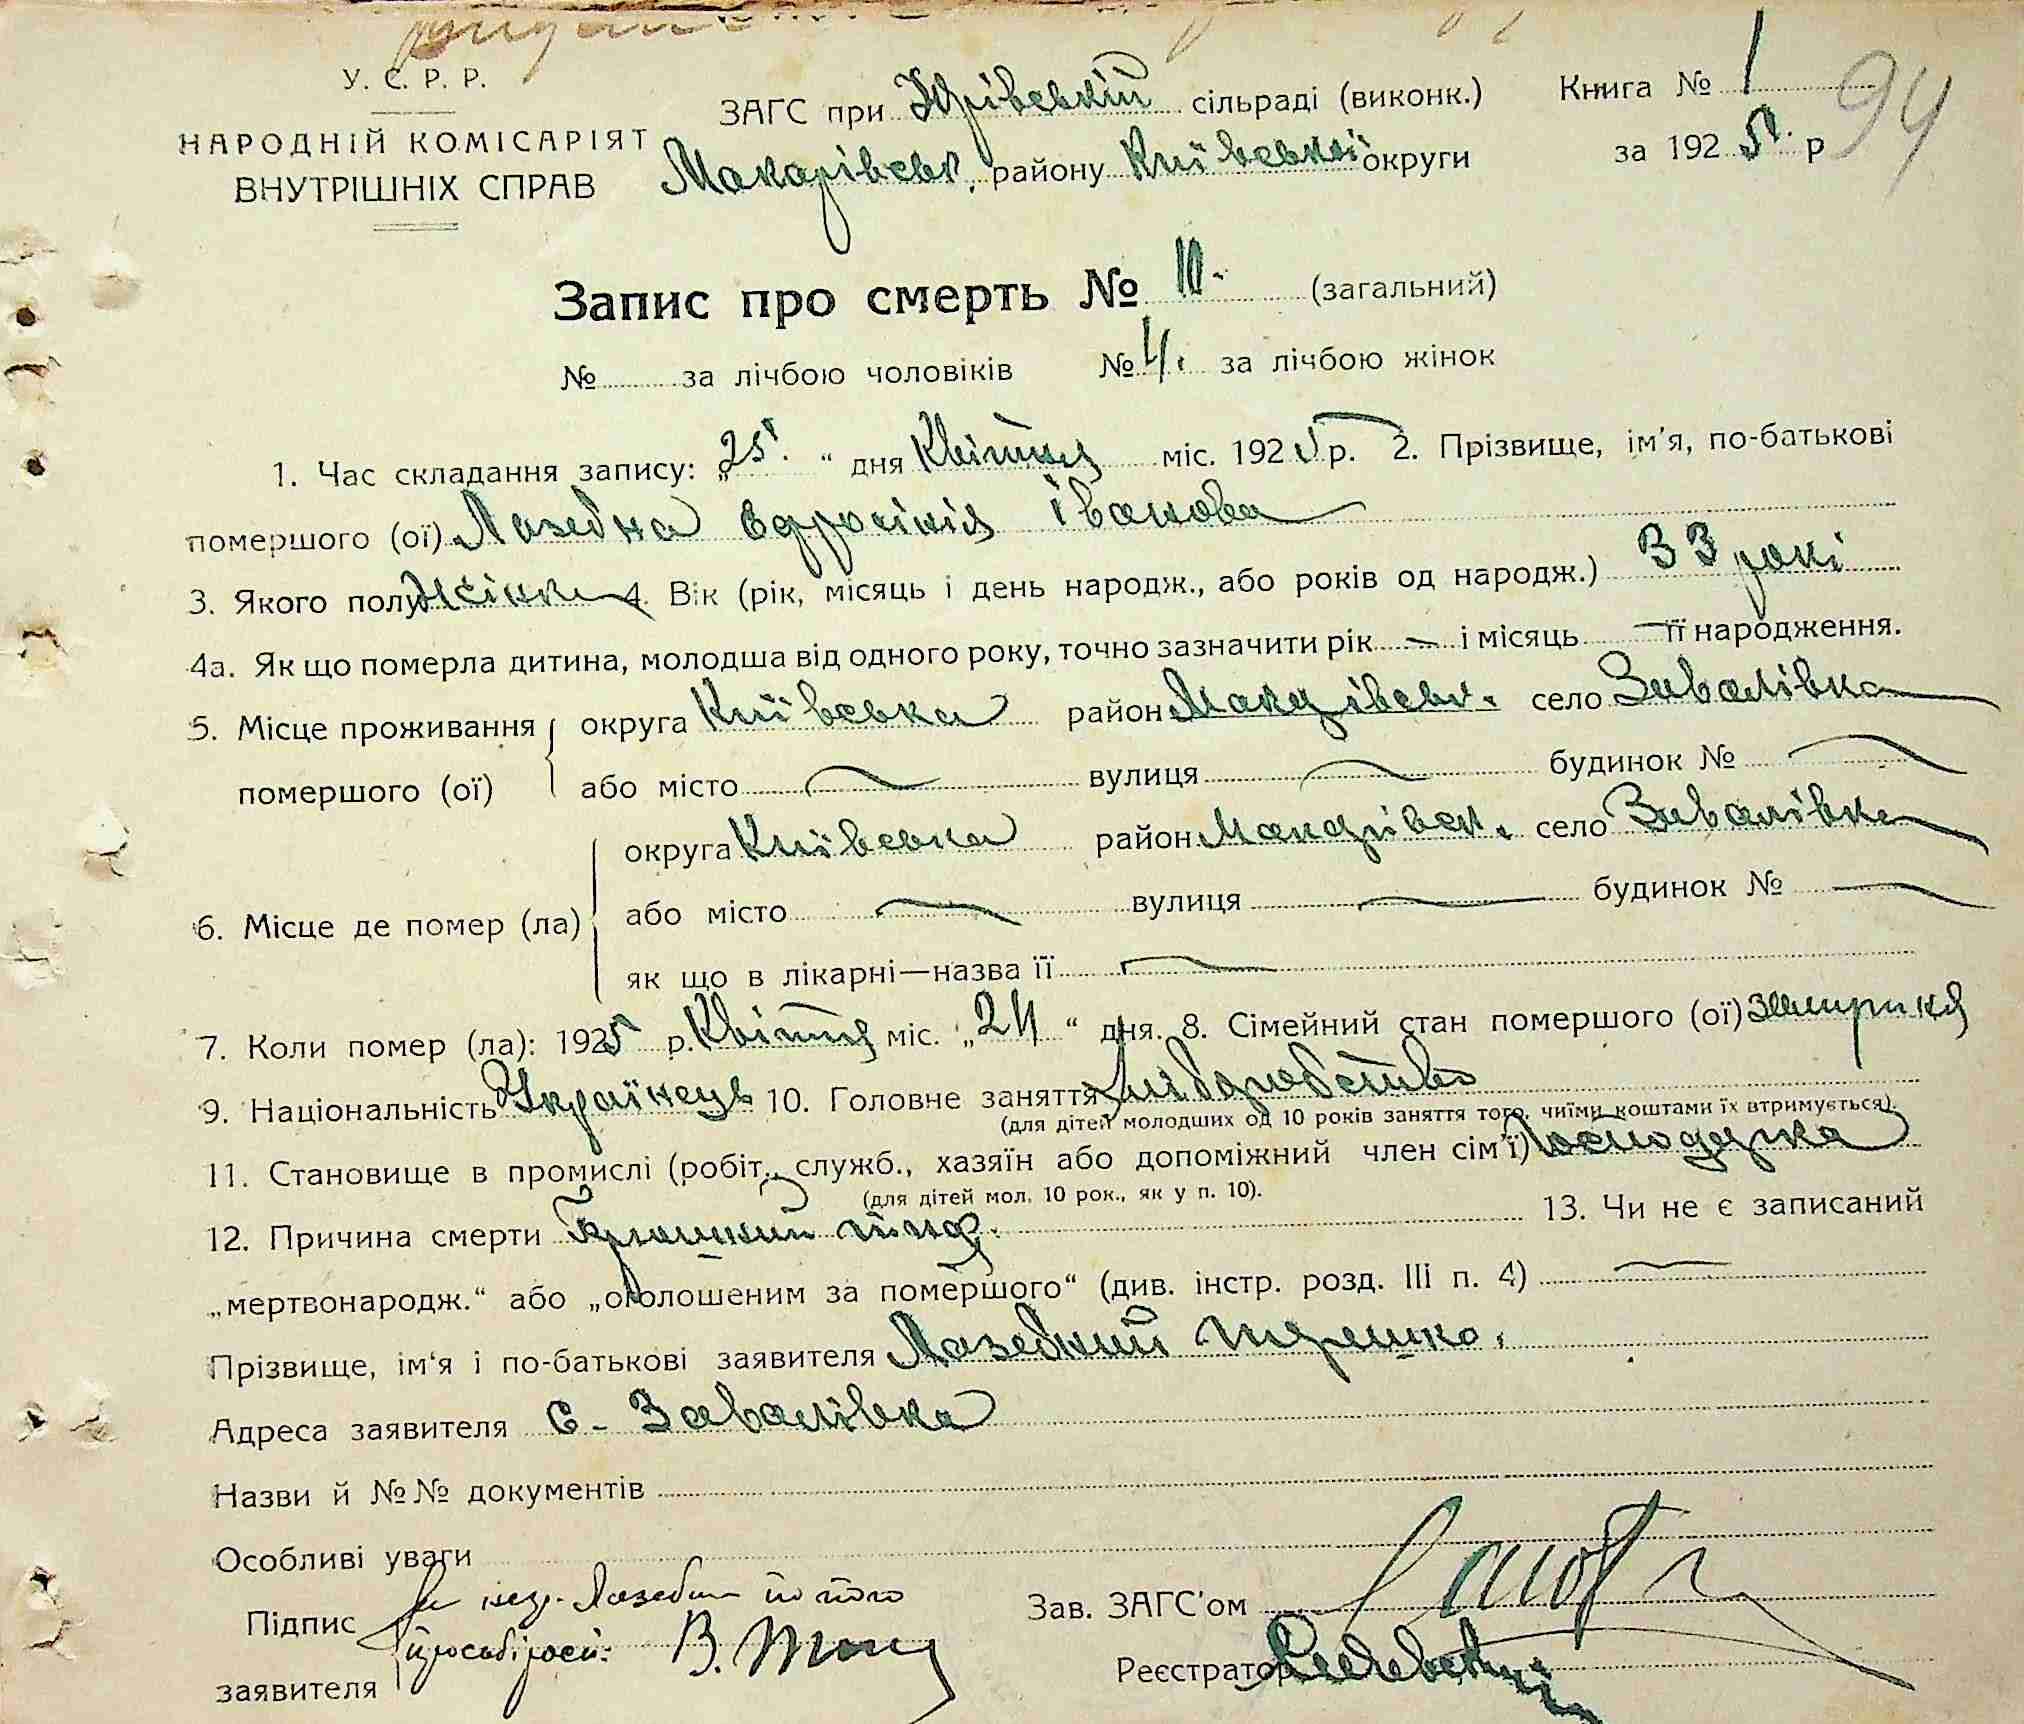 У. С. Р. Р.
НАРОДНІЙ КОМІСАРІЯТ
ВНУТРІШНІХ СПРАВ
ЗАГС при Юрівській сільраді (виконк.)
Макарівськ. району Київської округи
Книга № 1
за 1925 р
94
Запис про смерть № 10. (загальний)
№ за лічбою чоловіків № 4. за лічбою жінок
1. Час складання запису: „25" дня Квітня міс. 1925 р. 2. Прізвище, ім'я, по-батькові
помершого (ої) Лазебна Єфросінія Іванова
3. Якого полу Жіноч 4. Вік (рік, місяць і день народж., або років од народж.) 33 рокі
4а. Як що померла дитина, молодша від одного року, точно зазначити рік — і місяць — її народження.
5. Місце проживання помершого (ої) округа Київська район Макарівськ. село Завалівка
або місто — вулиця — будинок № —
6. Місце де помер (ла) округа Київська район Макарівськ. село Завалівка
або місто — вулиця — будинок № —
як що в лікарні—назва її —
7. Коли помер (ла): 1925 р. Квітня міс. „24" дня. 8. Сімейний стан помершого (ої)
9. Національність Українець 10. Головне заняття Хліборобство
(для дітей молодших од 10 років заняття того, чиїми коштами їх втримується).
11. Становище в промислі (робіт., служб., хазяїн або допоміжний член сім'ї) Господарка
(для дітей мол. 10 рок., як у п. 10).
12. Причина смерти тиф. 13. Чи не є записаний
„мертвонародж." або „оголошеним за помершого" (див. інстр. розд. III п. 4) —
Прізвище, ім'я і по-батькові заявителя Лазебний
Адреса заявителя с. Завалівка
Назви й №№ документів
Особливі уваги
Підпис заявителя
Зав. ЗАГС'ом
Реєстратор